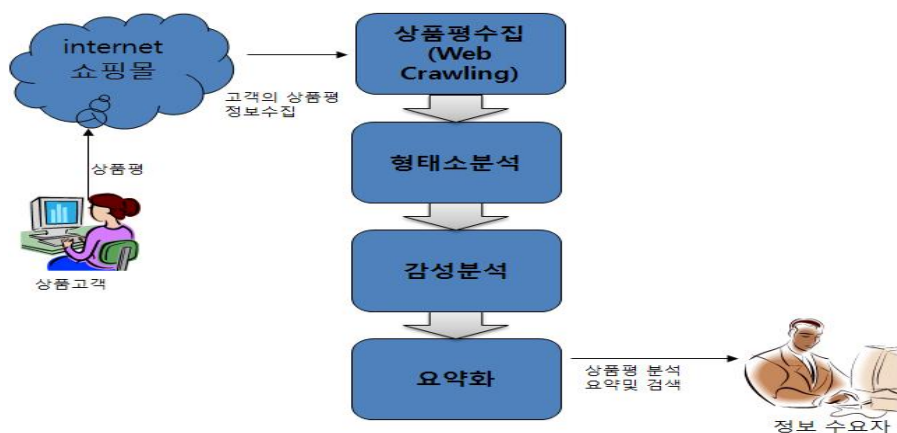 internet
쇼핑몰
상품평수집
(Web
Crawling)
고객의 상품평
정보수집
상품평
형태소분석
상품고객
감성분석
요약화
상품평 분석
요약및 검색
정보 수요자